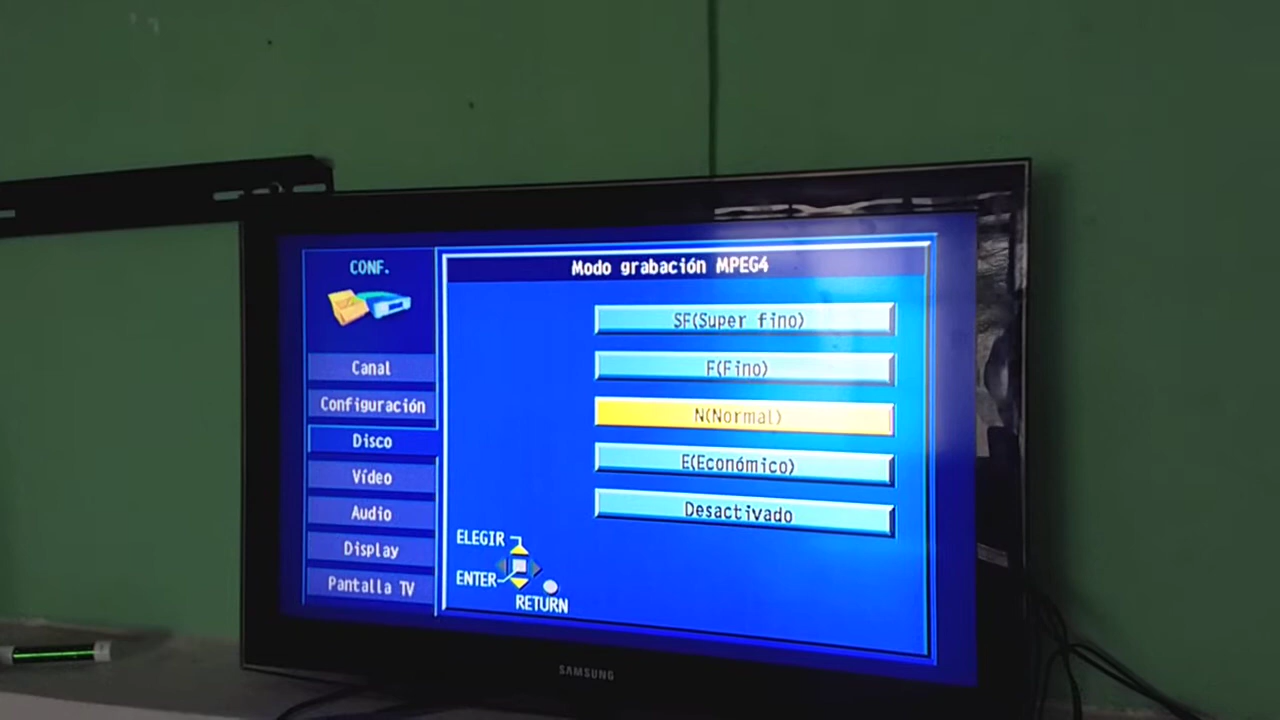 CONF.
Canal
Configuración
Disco
Vídeo
Audio
Display
Pantalla TV
Modo grabación MPEG4
SF(Super fino)
F(Fino)
N(Normal)
E(Económico)
Desactivado
ELEGIR
ENTER
RETURN
SAMSUNG